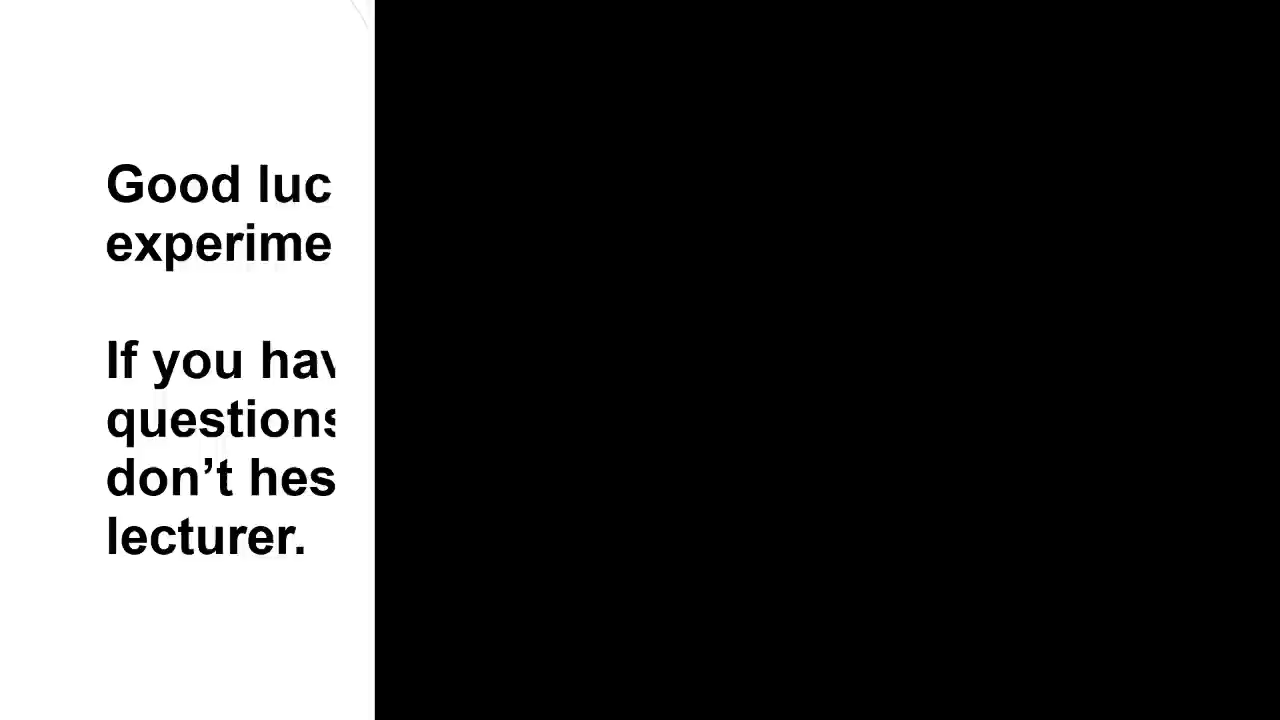 Good luc
experime
If you hav
questions
don’t hes
lecturer.